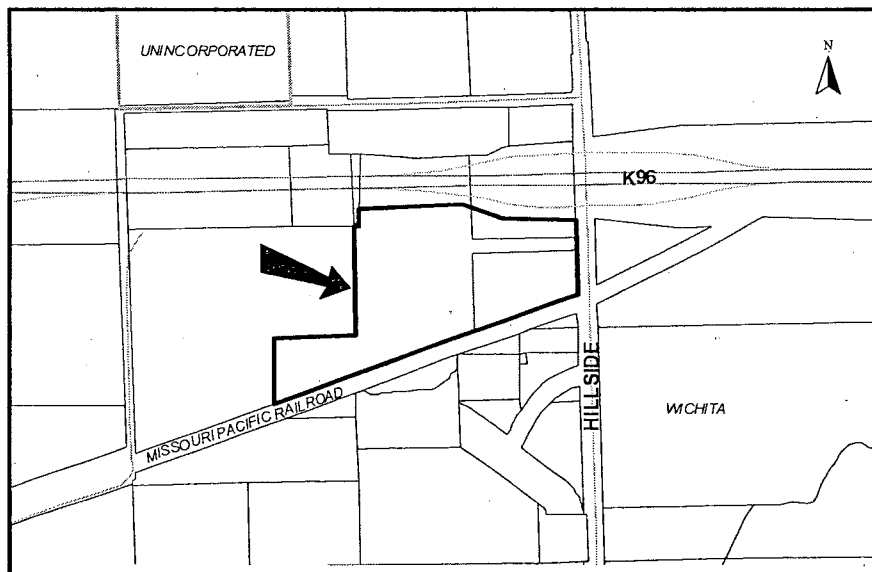 UNINCORPORATED
N
K96
HILLSIDE
MISSOURI PACIFIC RAILROAD
WICHITA